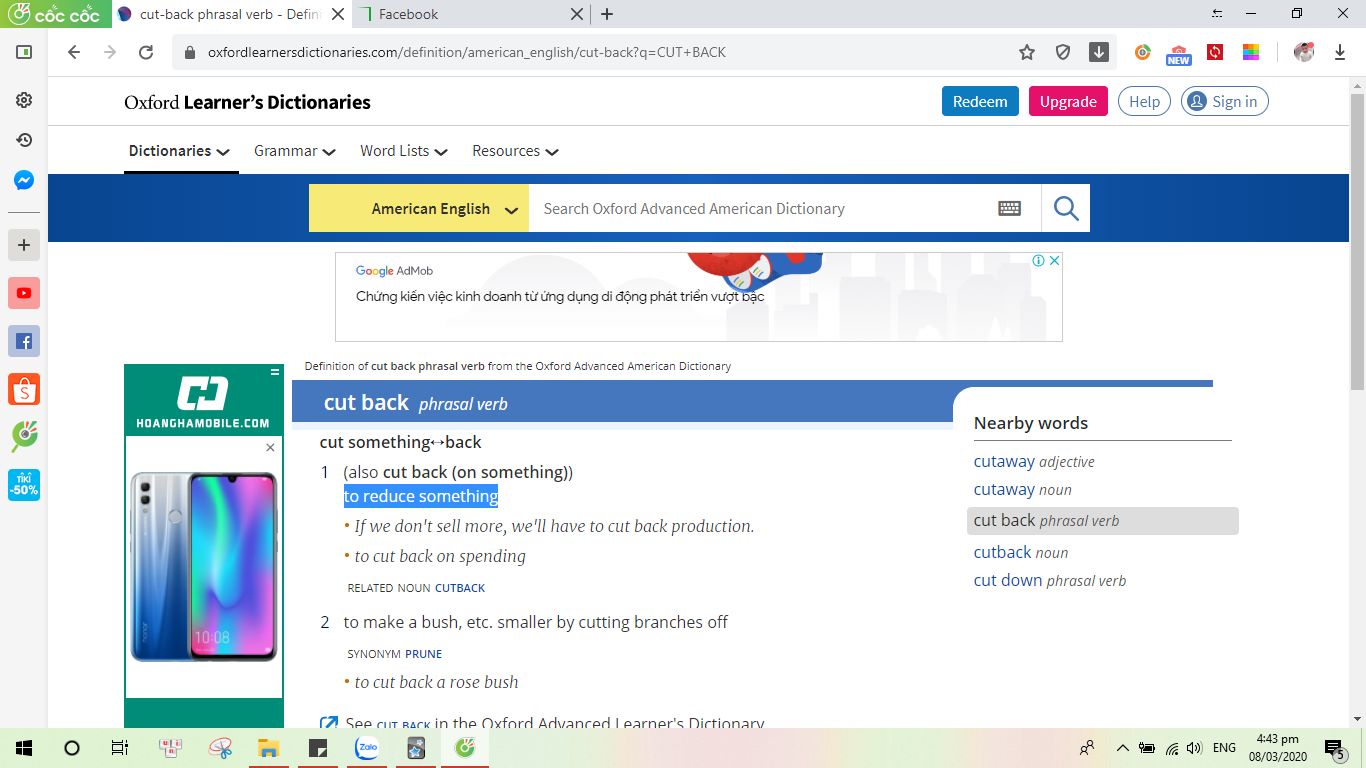 cốc cốc
cut-back phrasal verb - Defini
Facebook
oxfordlearnersdictionaries.com/definition/american_english/cut-back?q=CUT+BACK
NEW
Oxford Learner's Dictionaries
Redeem
Upgrade
Help
Sign in
Dictionaries
Grammar
Word Lists
Resources
American English
Search Oxford Advanced American Dictionary
Google AdMob
Chứng kiến việc kinh doanh từ ứng dụng di động phát triển vượt bậc
Definition of cut back phrasal verb from the Oxford Advanced American Dictionary
HOANGHAMOBILE.COM
honor
10:08
cut back phrasal verb
cut something↔back
1 (also cut back (on something))
to reduce something
• If we don't sell more, we'll have to cut back production.
• to cut back on spending
RELATED NOUN CUTBACK
2 to make a bush, etc. smaller by cutting branches off
SYNONYM PRUNE
• to cut back a rose bush
See CUT BACK in the Oxford Advanced Learner's Dictionary
Nearby words
cutaway adjective
cutaway noun
cut back phrasal verb
cutback noun
cut down phrasal verb
TIKI
-50%
Zalo
ENG
4:43 pm
08/03/2020
5